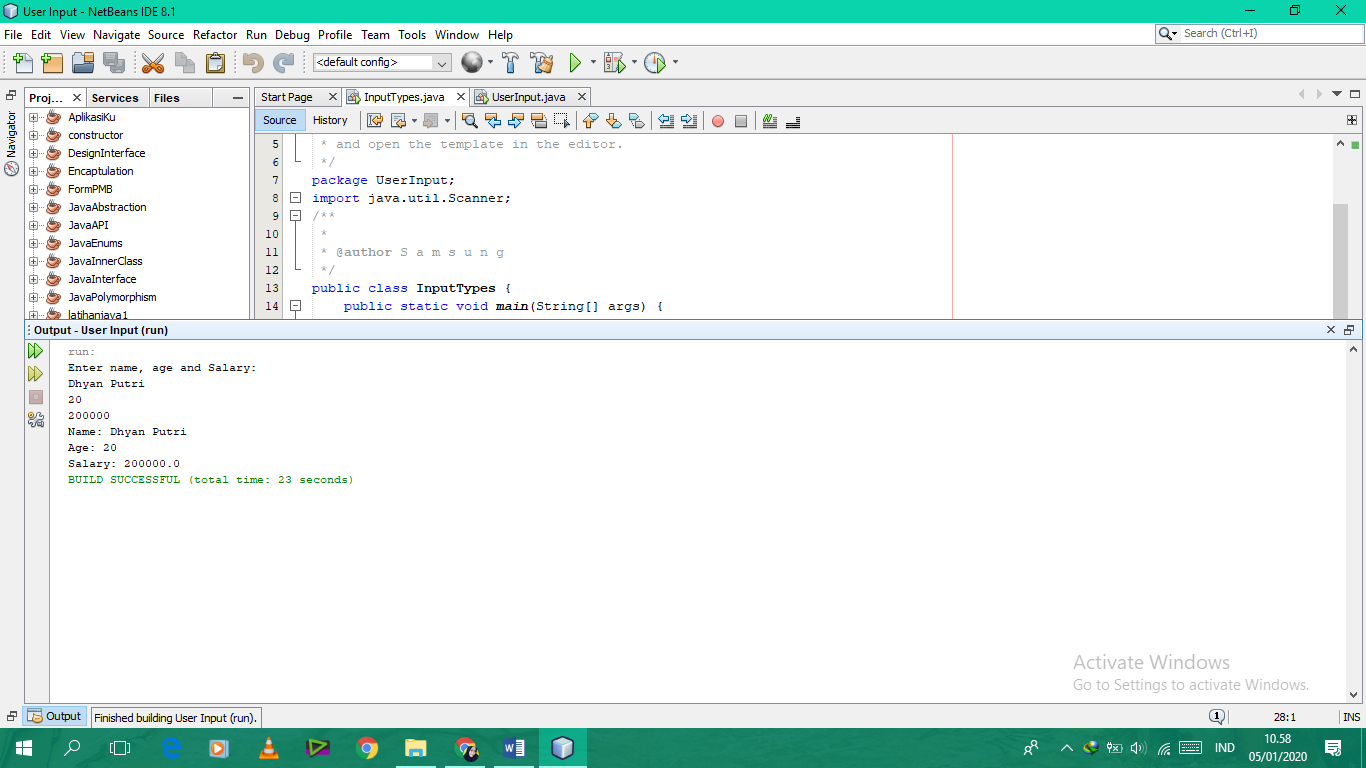 User Input - NetBeans IDE 8.1
File Edit View Navigate Source Refactor Run Debug Profile Team Tools Window Help
Search (Ctrl+I)
<default config>
Proj... Services Files
Navigator
AplikasiKu
constructor
DesignInterface
Encaptulation
FormPMB
JavaAbstraction
JavaAPI
JavaEnums
JavaInnerClass
JavaInterface
JavaPolymorphism
latihanjava1
Start Page InputTypes.java UserInput.java
Source History
5 * and open the template in the editor.
6 */
7 package UserInput;
8 import java.util.Scanner;
9 /**
10 *
11 * @author S a m s u n g
12 */
13 public class InputTypes {
14 public static void main(String[] args) {
Output - User Input (run)
run:
Enter name, age and Salary:
Dhyan Putri
20
200000
Name: Dhyan Putri
Age: 20
Salary: 200000.0
BUILD SUCCESSFUL (total time: 23 seconds)
Activate Windows
Go to Settings to activate Windows.
Output
Finished building User Input (run).
1
28:1
INS
IND
10.58
05/01/2020